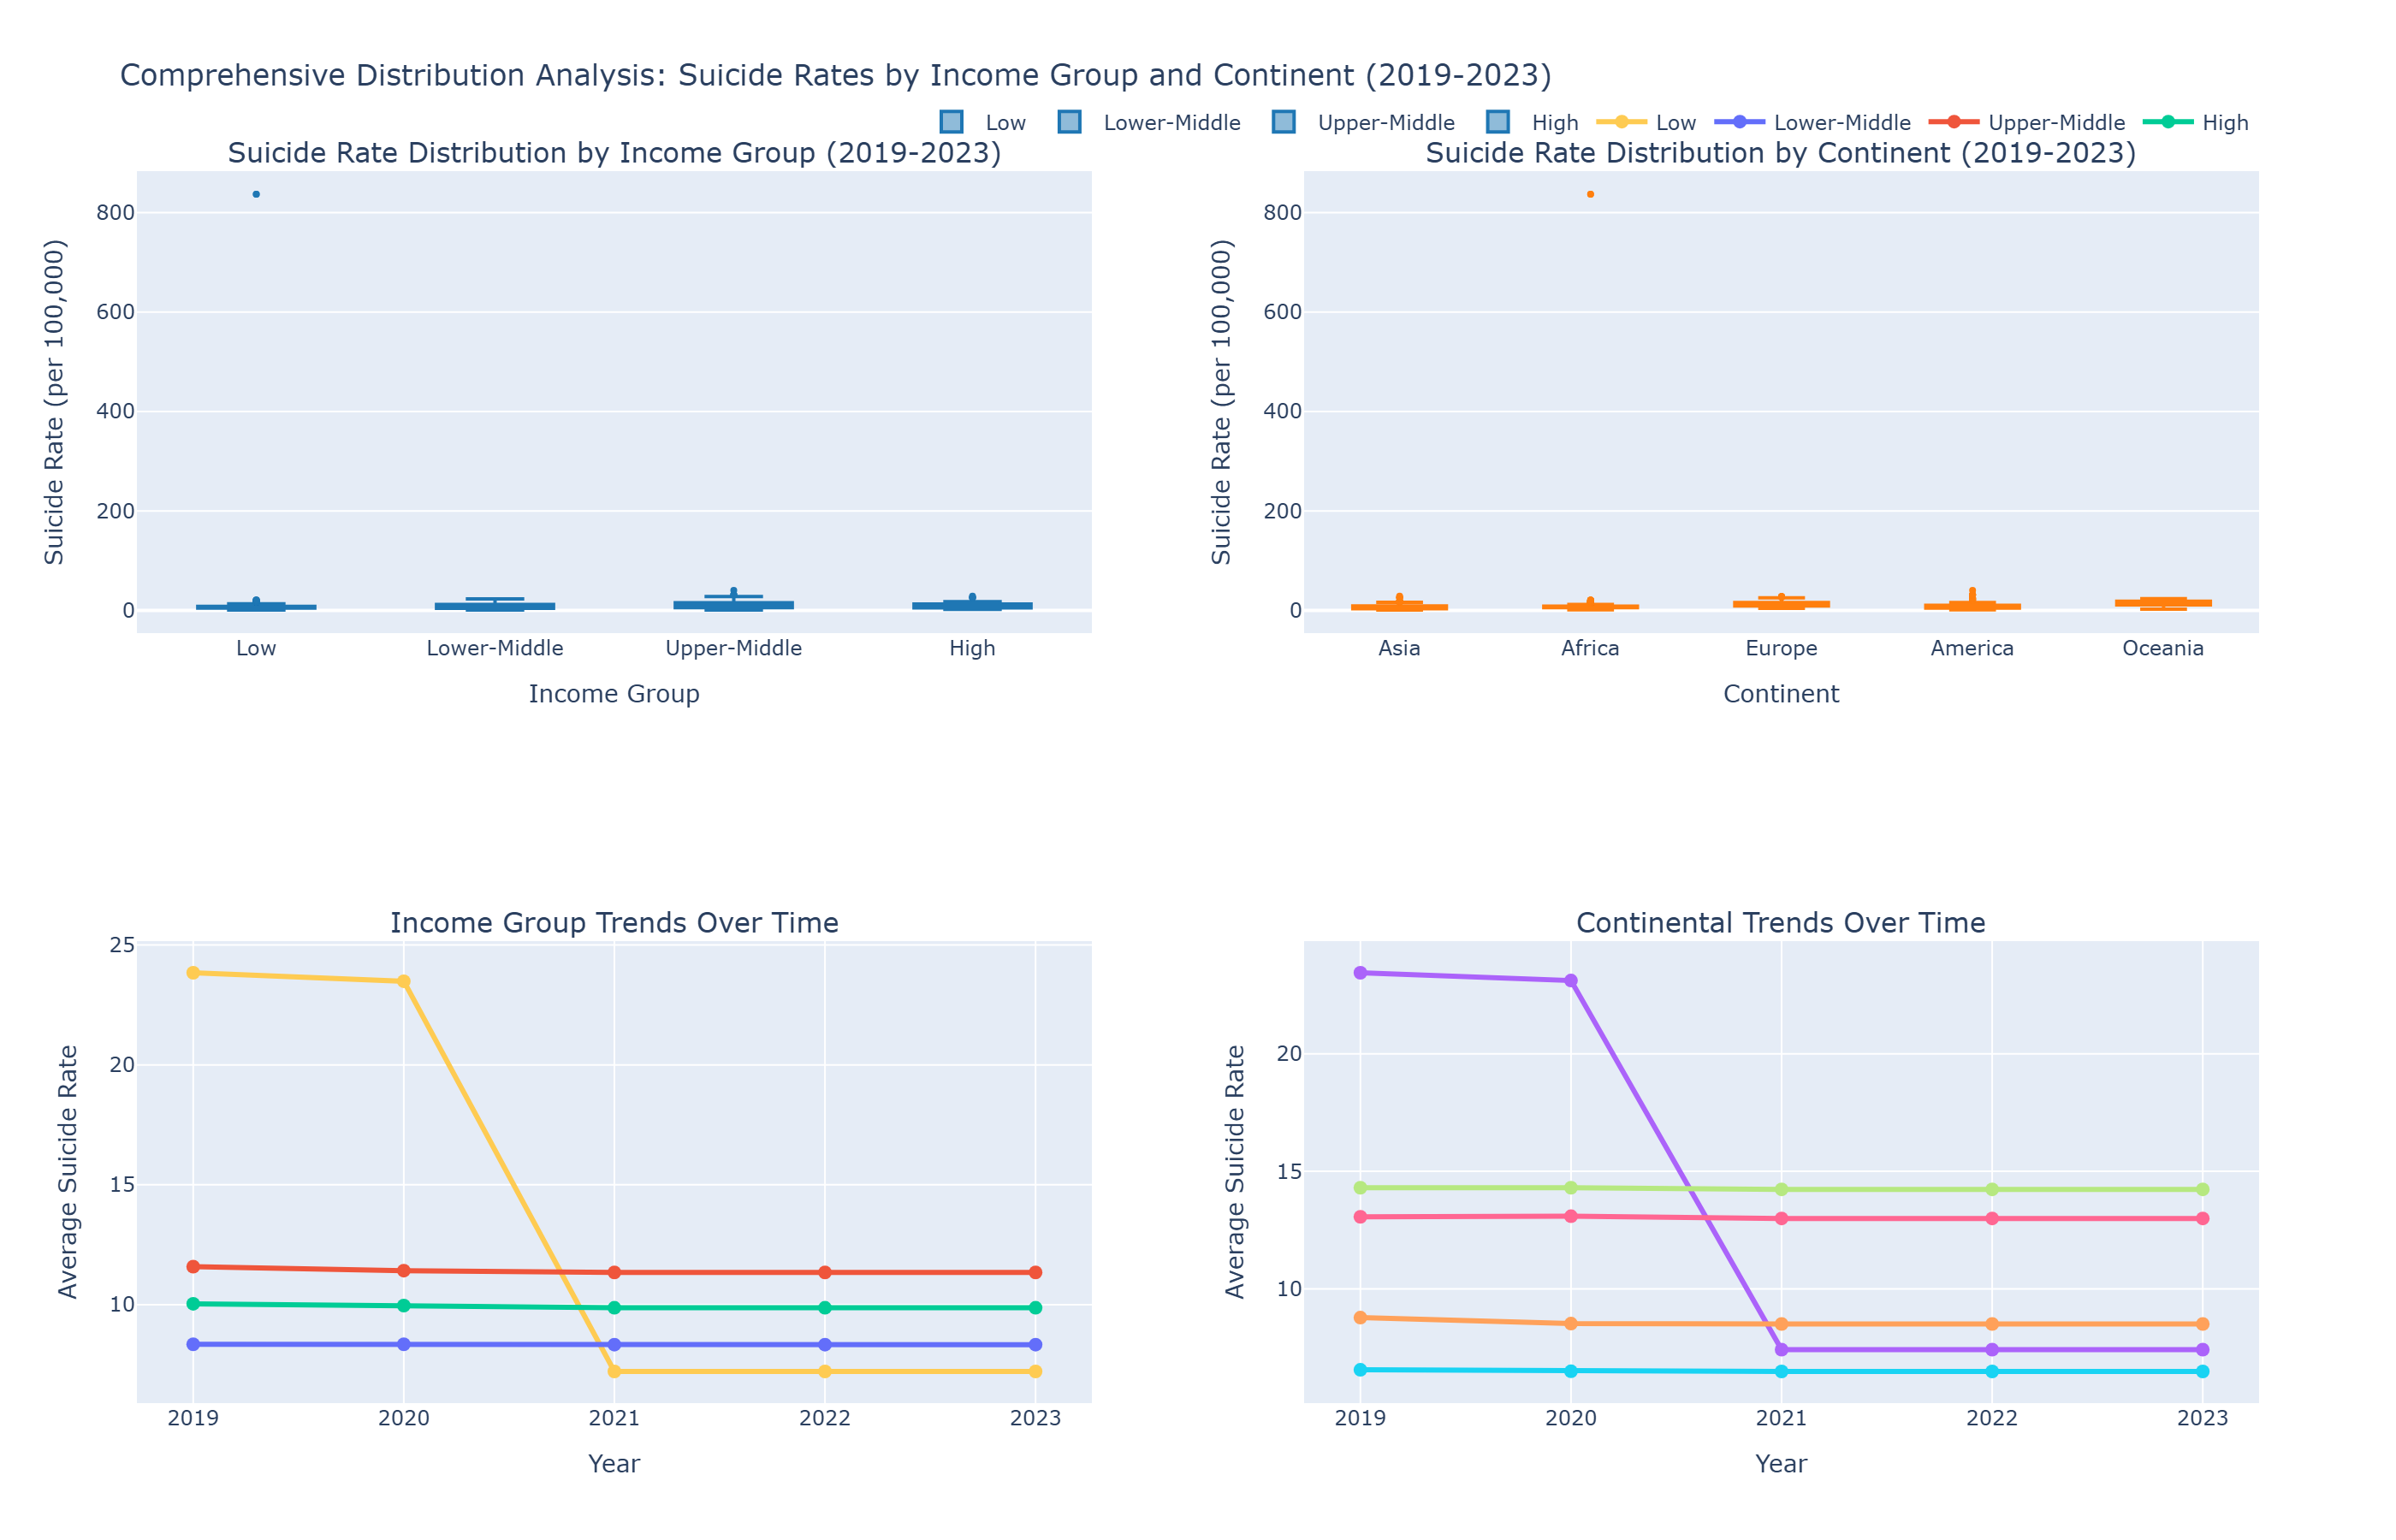 Comprehensive Distribution Analysis: Suicide Rates by Income Group and Continent (2019-2023)
Low Lower-Middle Upper-Middle High Low Lower-Middle Upper-Middle High
Suicide Rate Distribution by Income Group (2019-2023)
Suicide Rate (per 100,000)
800
600
400
200
0
Low Lower-Middle Upper-Middle High
Income Group
Suicide Rate Distribution by Continent (2019-2023)
Suicide Rate (per 100,000)
800
600
400
200
0
Asia Africa Europe America Oceania
Continent
Income Group Trends Over Time
Average Suicide Rate
25
20
15
10
2019 2020 2021 2022 2023
Year
Continental Trends Over Time
Average Suicide Rate
20
15
10
2019 2020 2021 2022 2023
Year